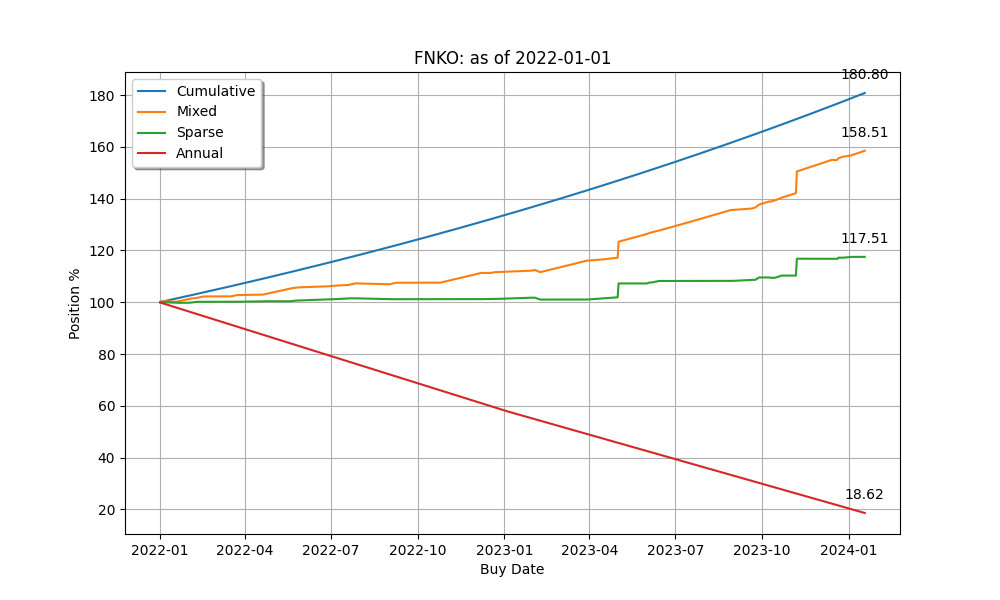 FNKO: as of 2022-01-01
180.80
158.51
117.51
18.62
Cumulative
Mixed
Sparse
Annual
Position %
180
160
140
120
100
80
60
40
20
2022-01 2022-04 2022-07 2022-10 2023-01 2023-04 2023-07 2023-10 2024-01
Buy Date